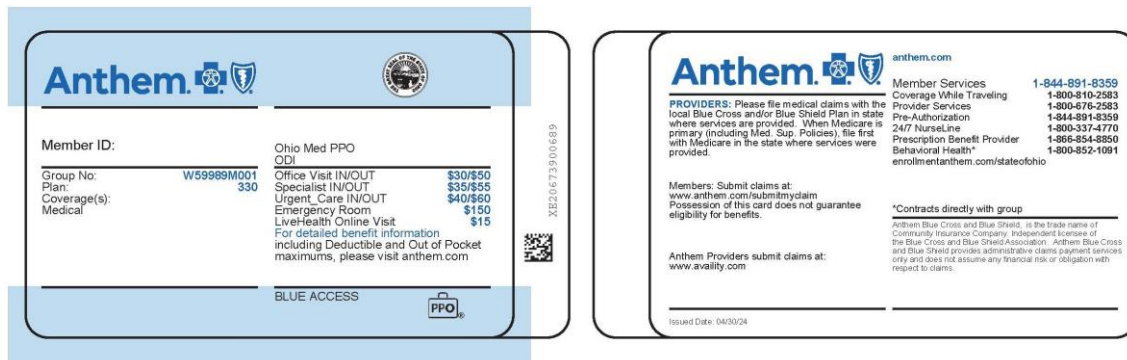 Anthem.
Member ID:
Group No: W59989M001
Plan: 330
Coverage(s):
Medical
Ohio Med PPO
ODI
Office Visit IN/OUT $30/$50
Specialist IN/OUT $35/$55
Urgent_Care IN/OUT $40/$60
Emergency Room $150
LiveHealth Online Visit $15
For detailed benefit information
including Deductible and Out of Pocket
maximums, please visit anthem.com
BLUE ACCESS
PPO®
XB20673900689
Anthem.
PROVIDERS: Please file medical claims with the
local Blue Cross and/or Blue Shield Plan in state
where services are provided. When Medicare is
primary (including Med. Sup. Policies), file first
with Medicare in the state where services were
provided.
Members: Submit claims at:
www.anthem.com/submitmyclaim
Possession of this card does not guarantee
eligibility for benefits.
Anthem Providers submit claims at:
www.availity.com
Issued Date: 04/30/24
anthem.com
Member Services 1-844-891-8359
Coverage While Traveling 1-800-810-2583
Provider Services 1-800-676-2583
Pre-Authorization 1-844-891-8359
24/7 NurseLine 1-800-337-4770
Prescription Benefit Provider 1-866-854-8850
Behavioral Health* 1-800-852-1091
enrollmentanthem.com/stateofohio
*Contracts directly with group
Anthem Blue Cross and Blue Shield, is the trade name of
Community Insurance Company. Independent licensee of
the Blue Cross and Blue Shield Association. Anthem Blue Cross
and Blue Shield provides administrative claims payment services
only and does not assume any financial risk or obligation with
respect to claims.